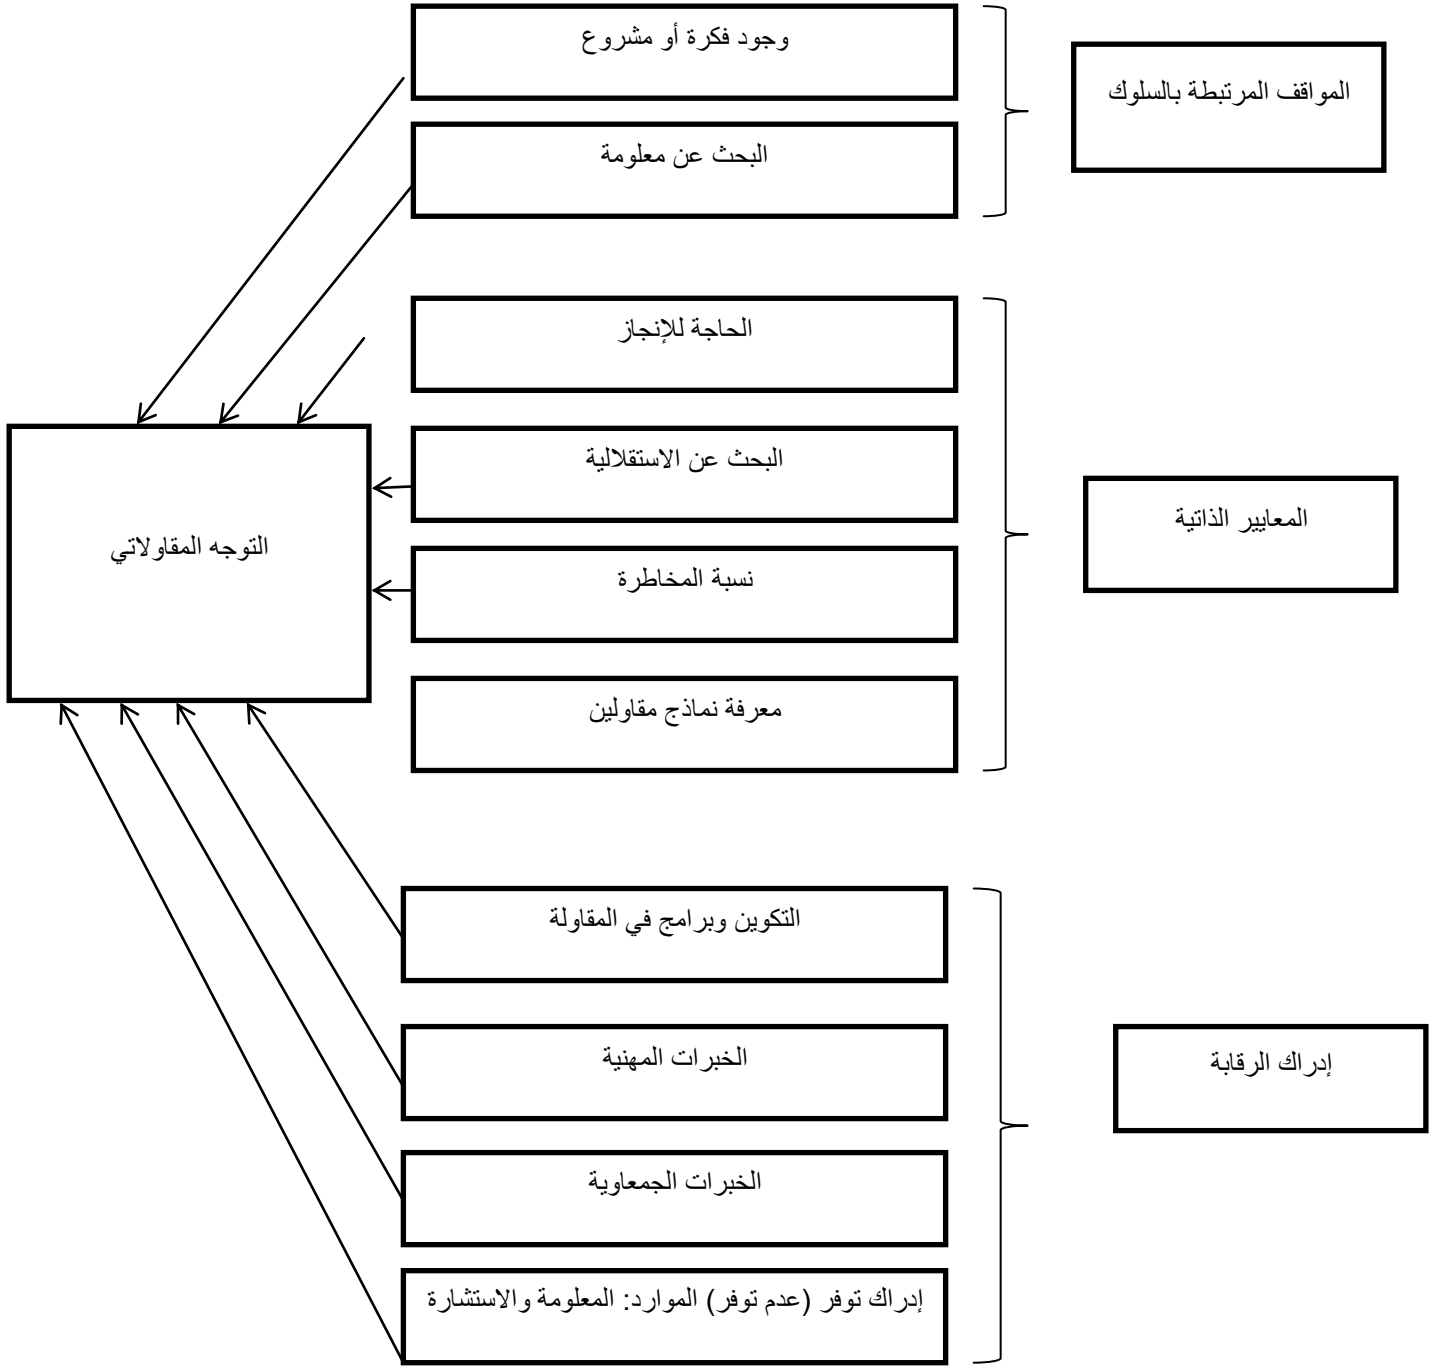 وجود فكرة أو مشروع
المواقف المرتبطة بالسلوك
البحث عن معلومة
الحاجة للإنجاز
البحث عن الاستقلالية
المعايير الذاتية
التوجه المقاولاتي
نسبة المخاطرة
معرفة نماذج مقاولين
التكوين وبرامج في المقاولة
الخبرات المهنية
إدراك الرقابة
الخبرات الجمعاوية
إدراك توفر (عدم توفر) الموارد: المعلومة والاستشارة